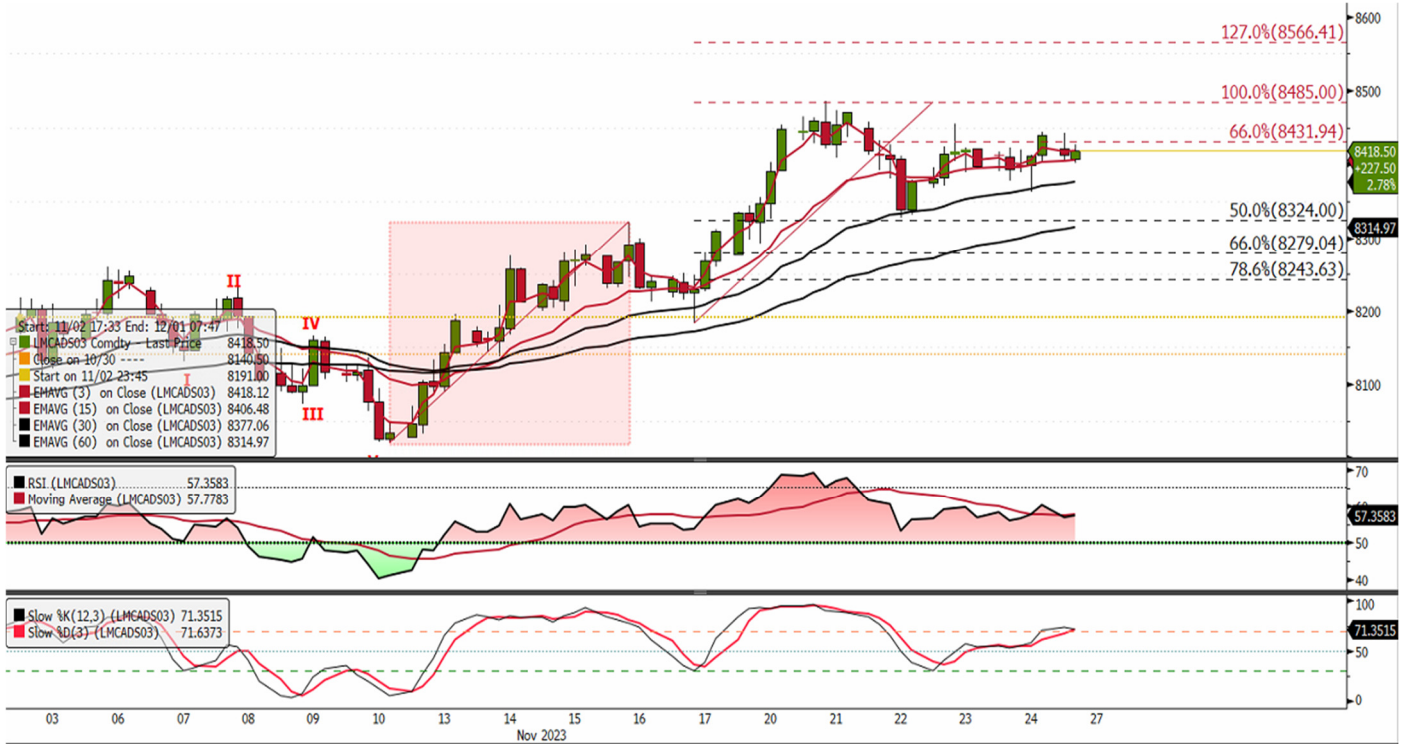 8600
127.0%(8566.41)
8500
100.0%(8485.00)
66.0%(8431.94)
8418.50
+227.50
2.78%
50.0%(8324.00)
8314.97
8300
66.0%(8279.04)
78.6%(8243.63)
8200
8100
II
IV
I
III
Start: 11/02 17:33 End: 12/01 07:47
LMCADS03 Comdty - Last Price 8418.50
Close on 10/30 ---- 8140.50
Start on 11/02 23:45 8191.00
EMAVG (3) on Close (LMCADS03) 8418.12
EMAVG (15) on Close (LMCADS03) 8406.48
EMAVG (30) on Close (LMCADS03) 8377.06
EMAVG (60) on Close (LMCADS03) 8314.97
RSI (LMCADS03) 57.3583
Moving Average (LMCADS03) 57.7783
70
57.3583
50
40
Slow %K(12,3) (LMCADS03) 71.3515
Slow %D(3) (LMCADS03) 71.6373
100
71.3515
50
0
03 06 07 08 09 10 13 14 15 16 17 20 21 22 23 24 27
Nov 2023